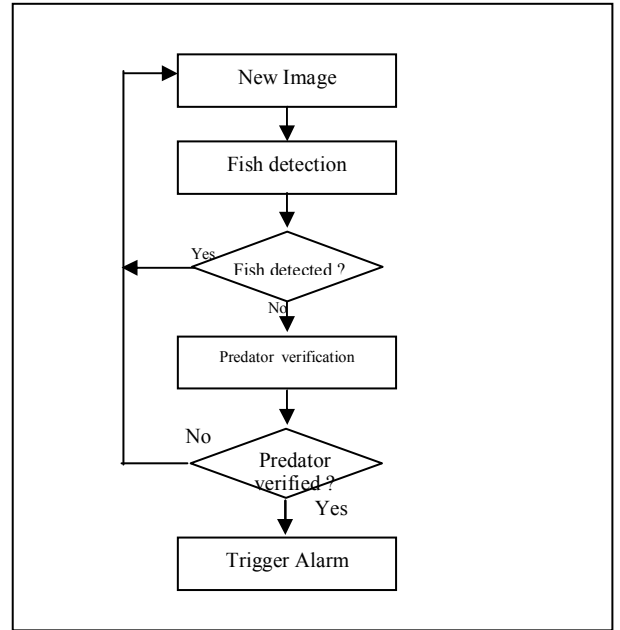 New Image
Fish detection
Yes
Fish detected ?
No
Predator verification
No
Predator
verified ?
Yes
Trigger Alarm